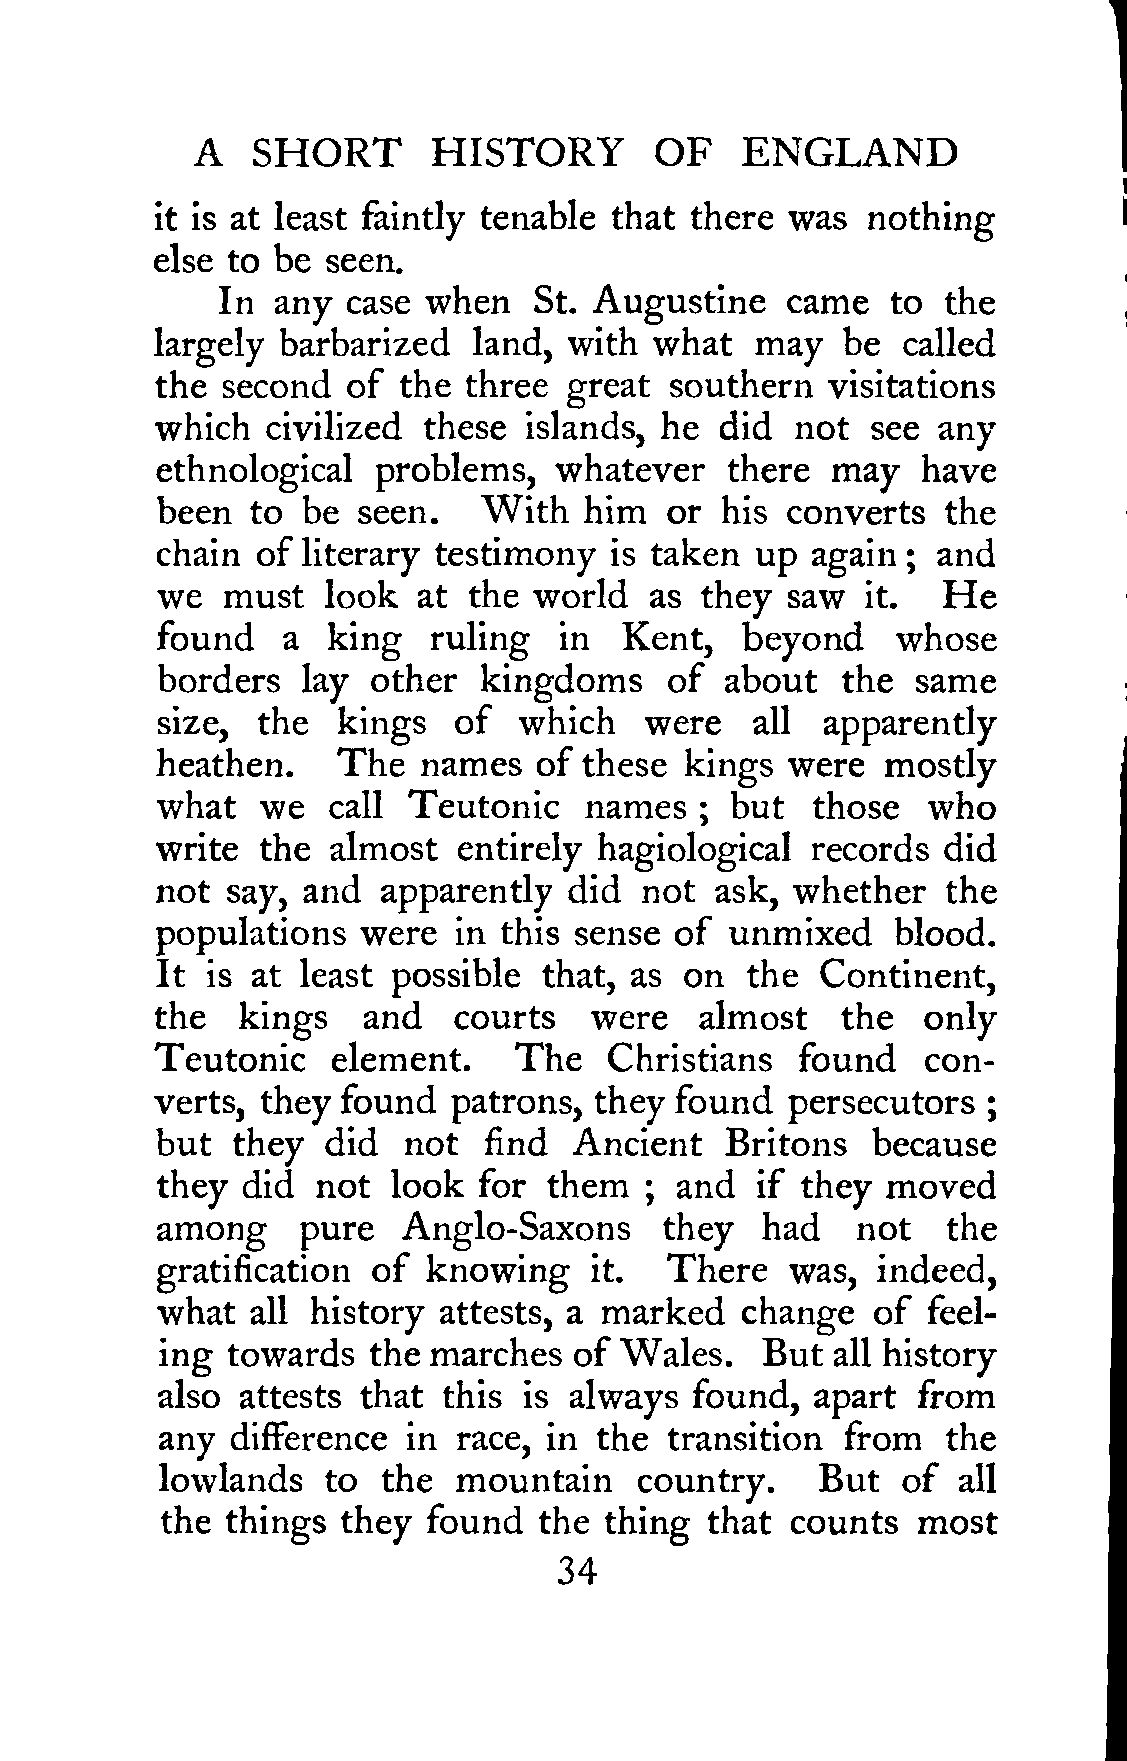 A SHORT HISTORY OF ENGLAND
it is at least faintly tenable that there was nothing
else to be seen.
In any case when St. Augustine came to the
largely barbarized land, with what may be called
the second of the three great southern visitations
which civilized these islands, he did not see any
ethnological problems, whatever there may have
been to be seen. With him or his converts the
chain of literary testimony is taken up again ; and
we must look at the world as they saw it. He
found a king ruling in Kent, beyond whose
borders lay other kingdoms of about the same
size, the kings of which were all apparently
heathen. The names of these kings were mostly
what we call Teutonic names ; but those who
write the almost entirely hagiological records did
not say, and apparently did not ask, whether the
populations were in this sense of unmixed blood.
It is at least possible that, as on the Continent,
the kings and courts were almost the only
Teutonic element. The Christians found con-
verts, they found patrons, they found persecutors ;
but they did not find Ancient Britons because
they did not look for them ; and if they moved
among pure Anglo-Saxons they had not the
gratification of knowing it. There was, indeed,
what all history attests, a marked change of feel-
ing towards the marches of Wales. But all history
also attests that this is always found, apart from
any difference in race, in the transition from the
lowlands to the mountain country. But of all
the things they found the thing that counts most
34